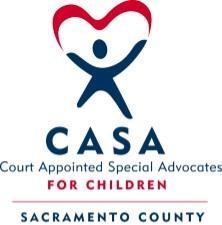 CASA
Court Appointed Special Advocates
FOR CHILDREN
SACRAMENTO COUNTY